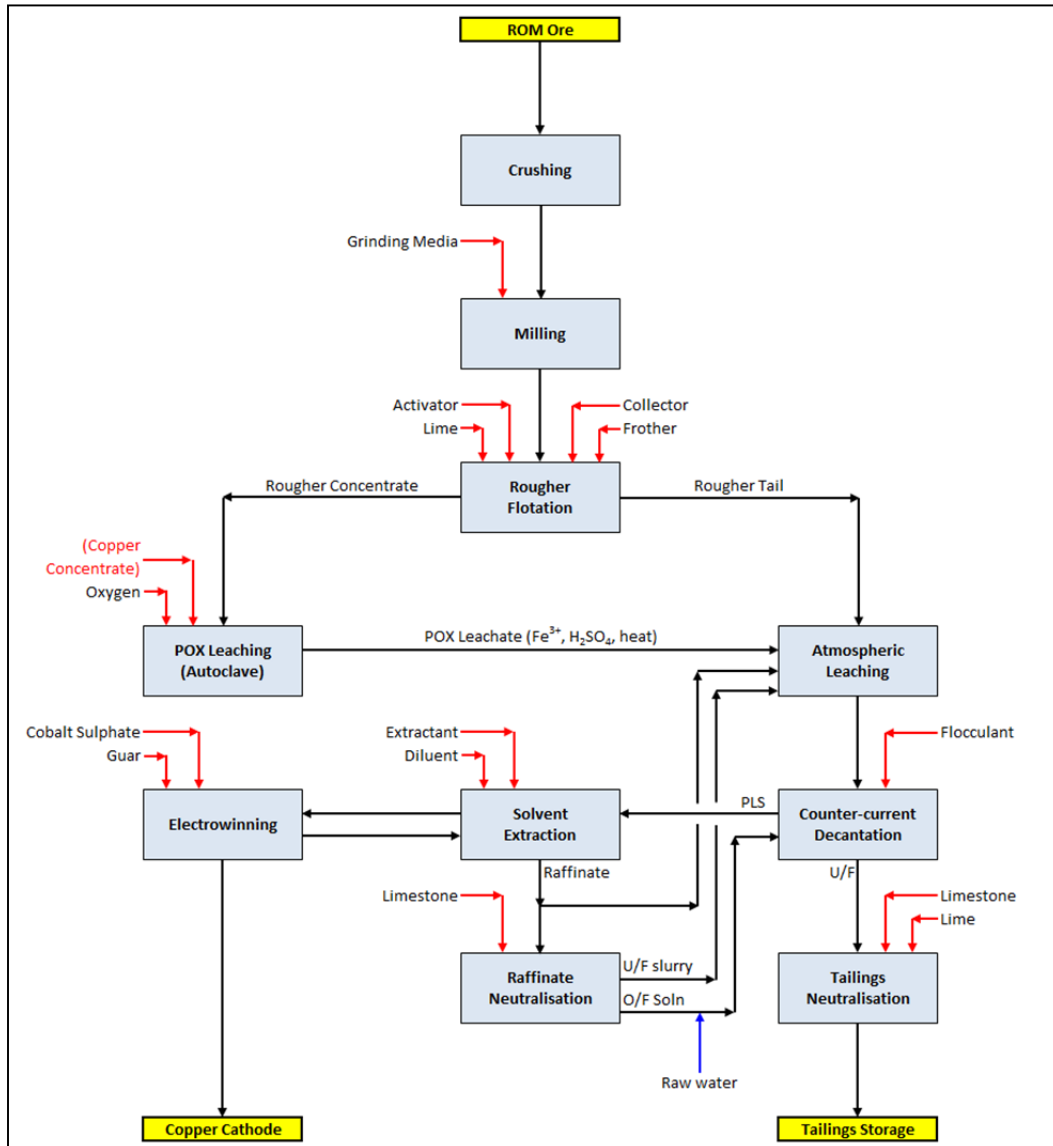 ROM Ore
Crushing
Grinding Media
Milling
Activator
Collector
Lime
Frother
Rougher Concentrate
Rougher
Flotation
Rougher Tail
(Copper
Concentrate)
Oxygen
POX Leaching
(Autoclave)
POX Leachate (Fe³⁺, H₂SO₄, heat)
Atmospheric
Leaching
Cobalt Sulphate
Guar
Extractant
Diluent
Flocculant
Electrowinning
Solvent
Extraction
PLS
Counter-current
Decantation
Raffinate
U/F
Limestone
Limestone
Lime
Raffinate
Neutralisation
U/F slurry
O/F Soln
Tailings
Neutralisation
Raw water
Copper Cathode
Tailings Storage